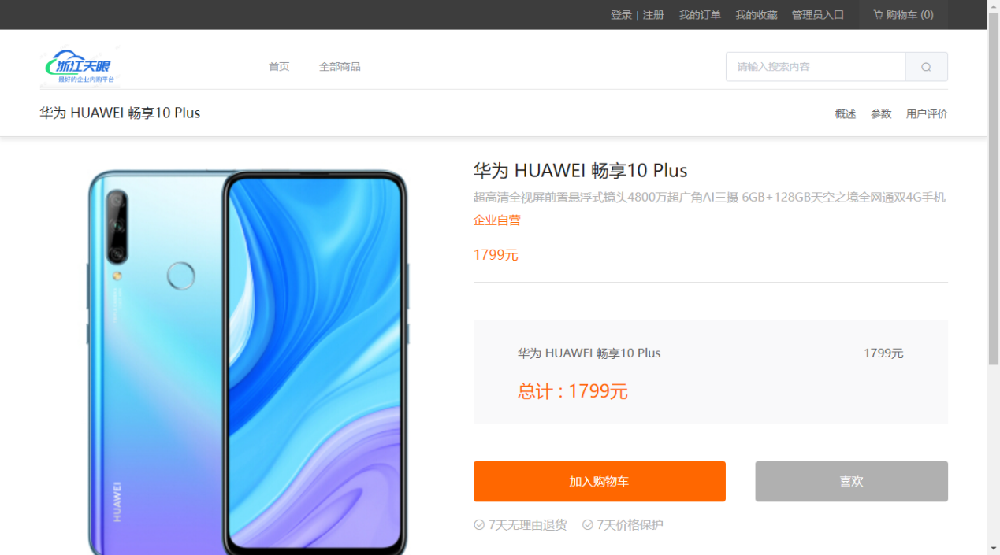 登录 | 注册 我的订单 我的收藏 管理员入口 购物车 (0)
浙江天眼
最好的企业内购平台
首页 全部商品 请输入搜索内容
华为 HUAWEI 畅享10 Plus 概述 参数 用户评价
华为 HUAWEI 畅享10 Plus
超高清全视屏前置悬浮式镜头4800万超广角AI三摄 6GB+128GB天空之境全网通双4G手机
企业自营
1799元
华为 HUAWEI 畅享10 Plus 1799元
总计 : 1799元
加入购物车 喜欢
7天无理由退货 7天价格保护
HUAWEI